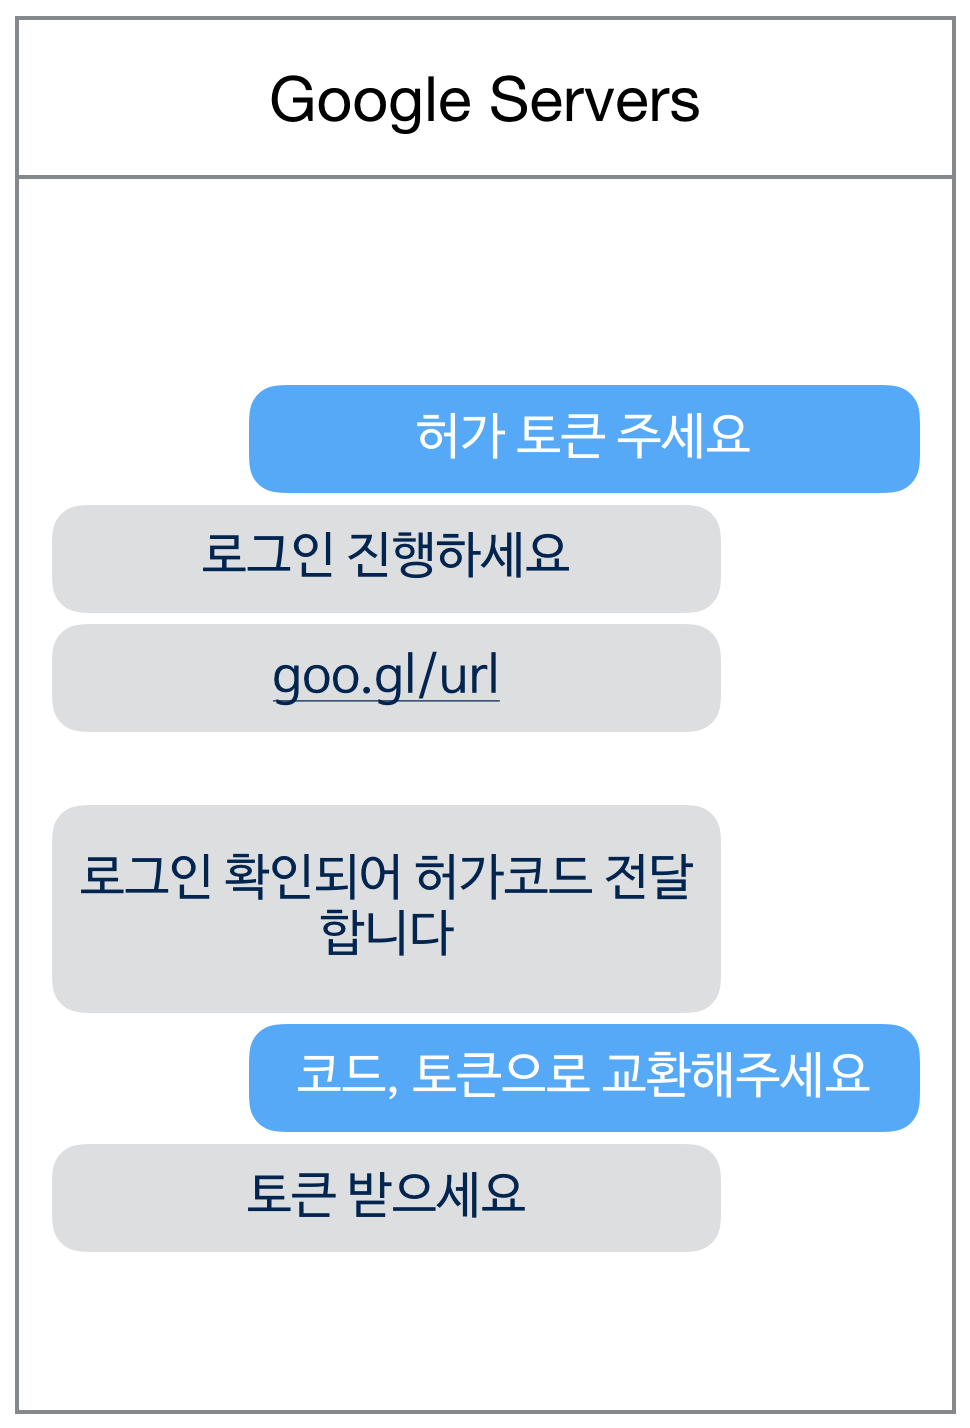 Google Servers
허가 토큰 주세요
로그인 진행하세요
goo.gl/url
로그인 확인되어 허가코드 전달
합니다
코드, 토큰으로 교환해주세요
토큰 받으세요